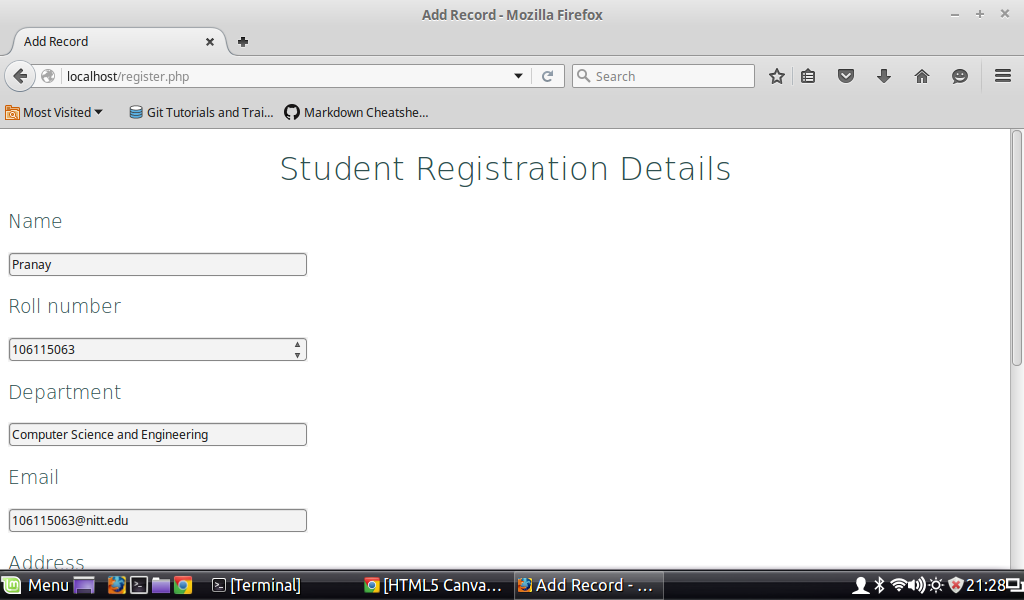 Add Record - Mozilla Firefox
Add Record
localhost/register.php
Search
Most Visited Git Tutorials and Trai... Markdown Cheatshe...
Student Registration Details
Name
Pranay
Roll number
106115063
Department
Computer Science and Engineering
Email
106115063@nitt.edu
Address
Menu [Terminal] [HTML5 Canva... Add Record - ... 21:28